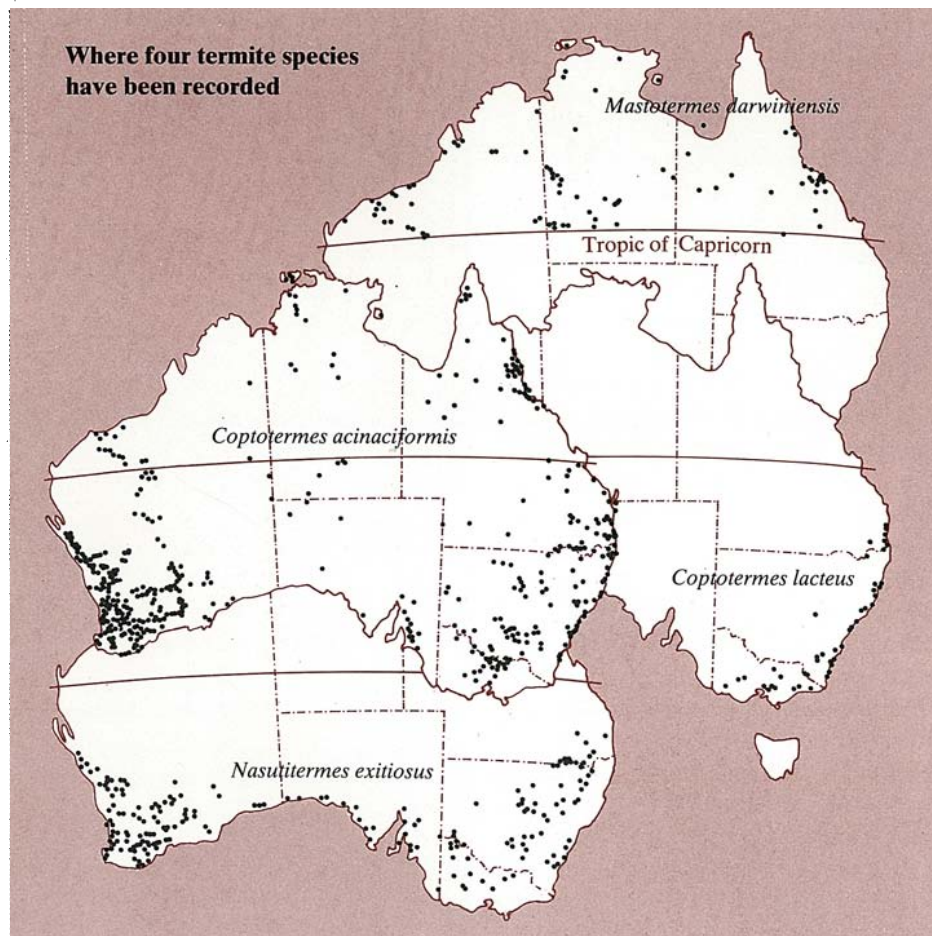 Where four termite species
have been recorded
Mastotermes darwiniensis
Tropic of Capricorn
Coptotermes acinaciformis
Coptotermes lacteus
Nasutitermes exitiosus